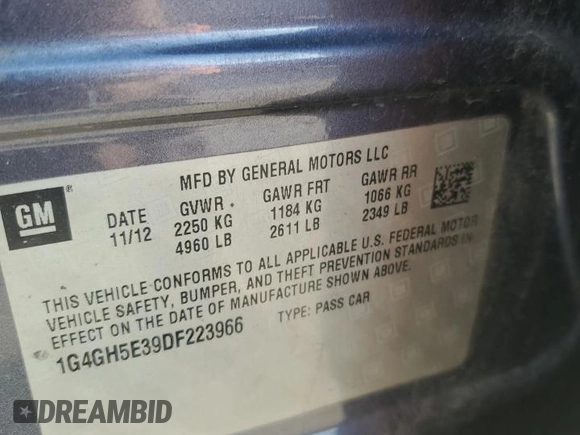 GM ®
MFD BY GENERAL MOTORS LLC
DATE GVWR GAWR FRT GAWR RR
11/12 2250 KG 1184 KG 1066 KG
4960 LB 2611 LB 2349 LB
THIS VEHICLE CONFORMS TO ALL APPLICABLE U.S. FEDERAL MOTOR
VEHICLE SAFETY, BUMPER, AND THEFT PREVENTION STANDARDS IN
EFFECT ON THE DATE OF MANUFACTURE SHOWN ABOVE.
1G4GH5E39DF223966 TYPE: PASS CAR
DREAMBID